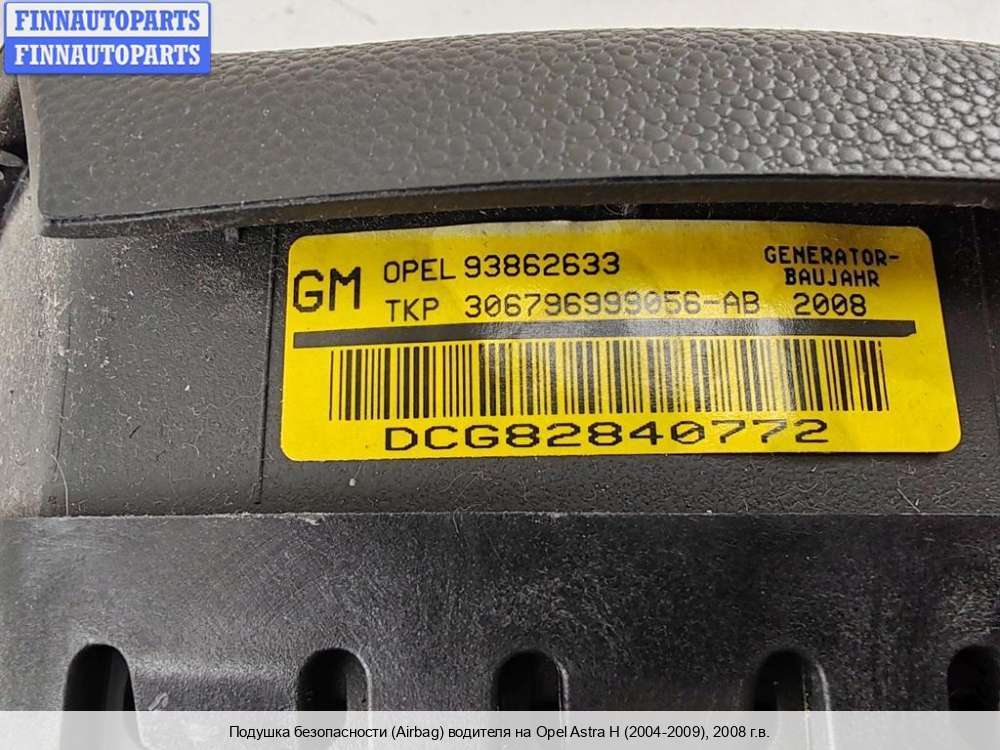 FINNAUTOPARTS
FINNAUTOPARTS
GM
OPEL 93862633
TKP 306796999056-AB
GENERATOR-
BAUJAHR
2008
DCG82840772
Подушка безопасности (Airbag) водителя на Opel Astra H (2004-2009), 2008 г.в.